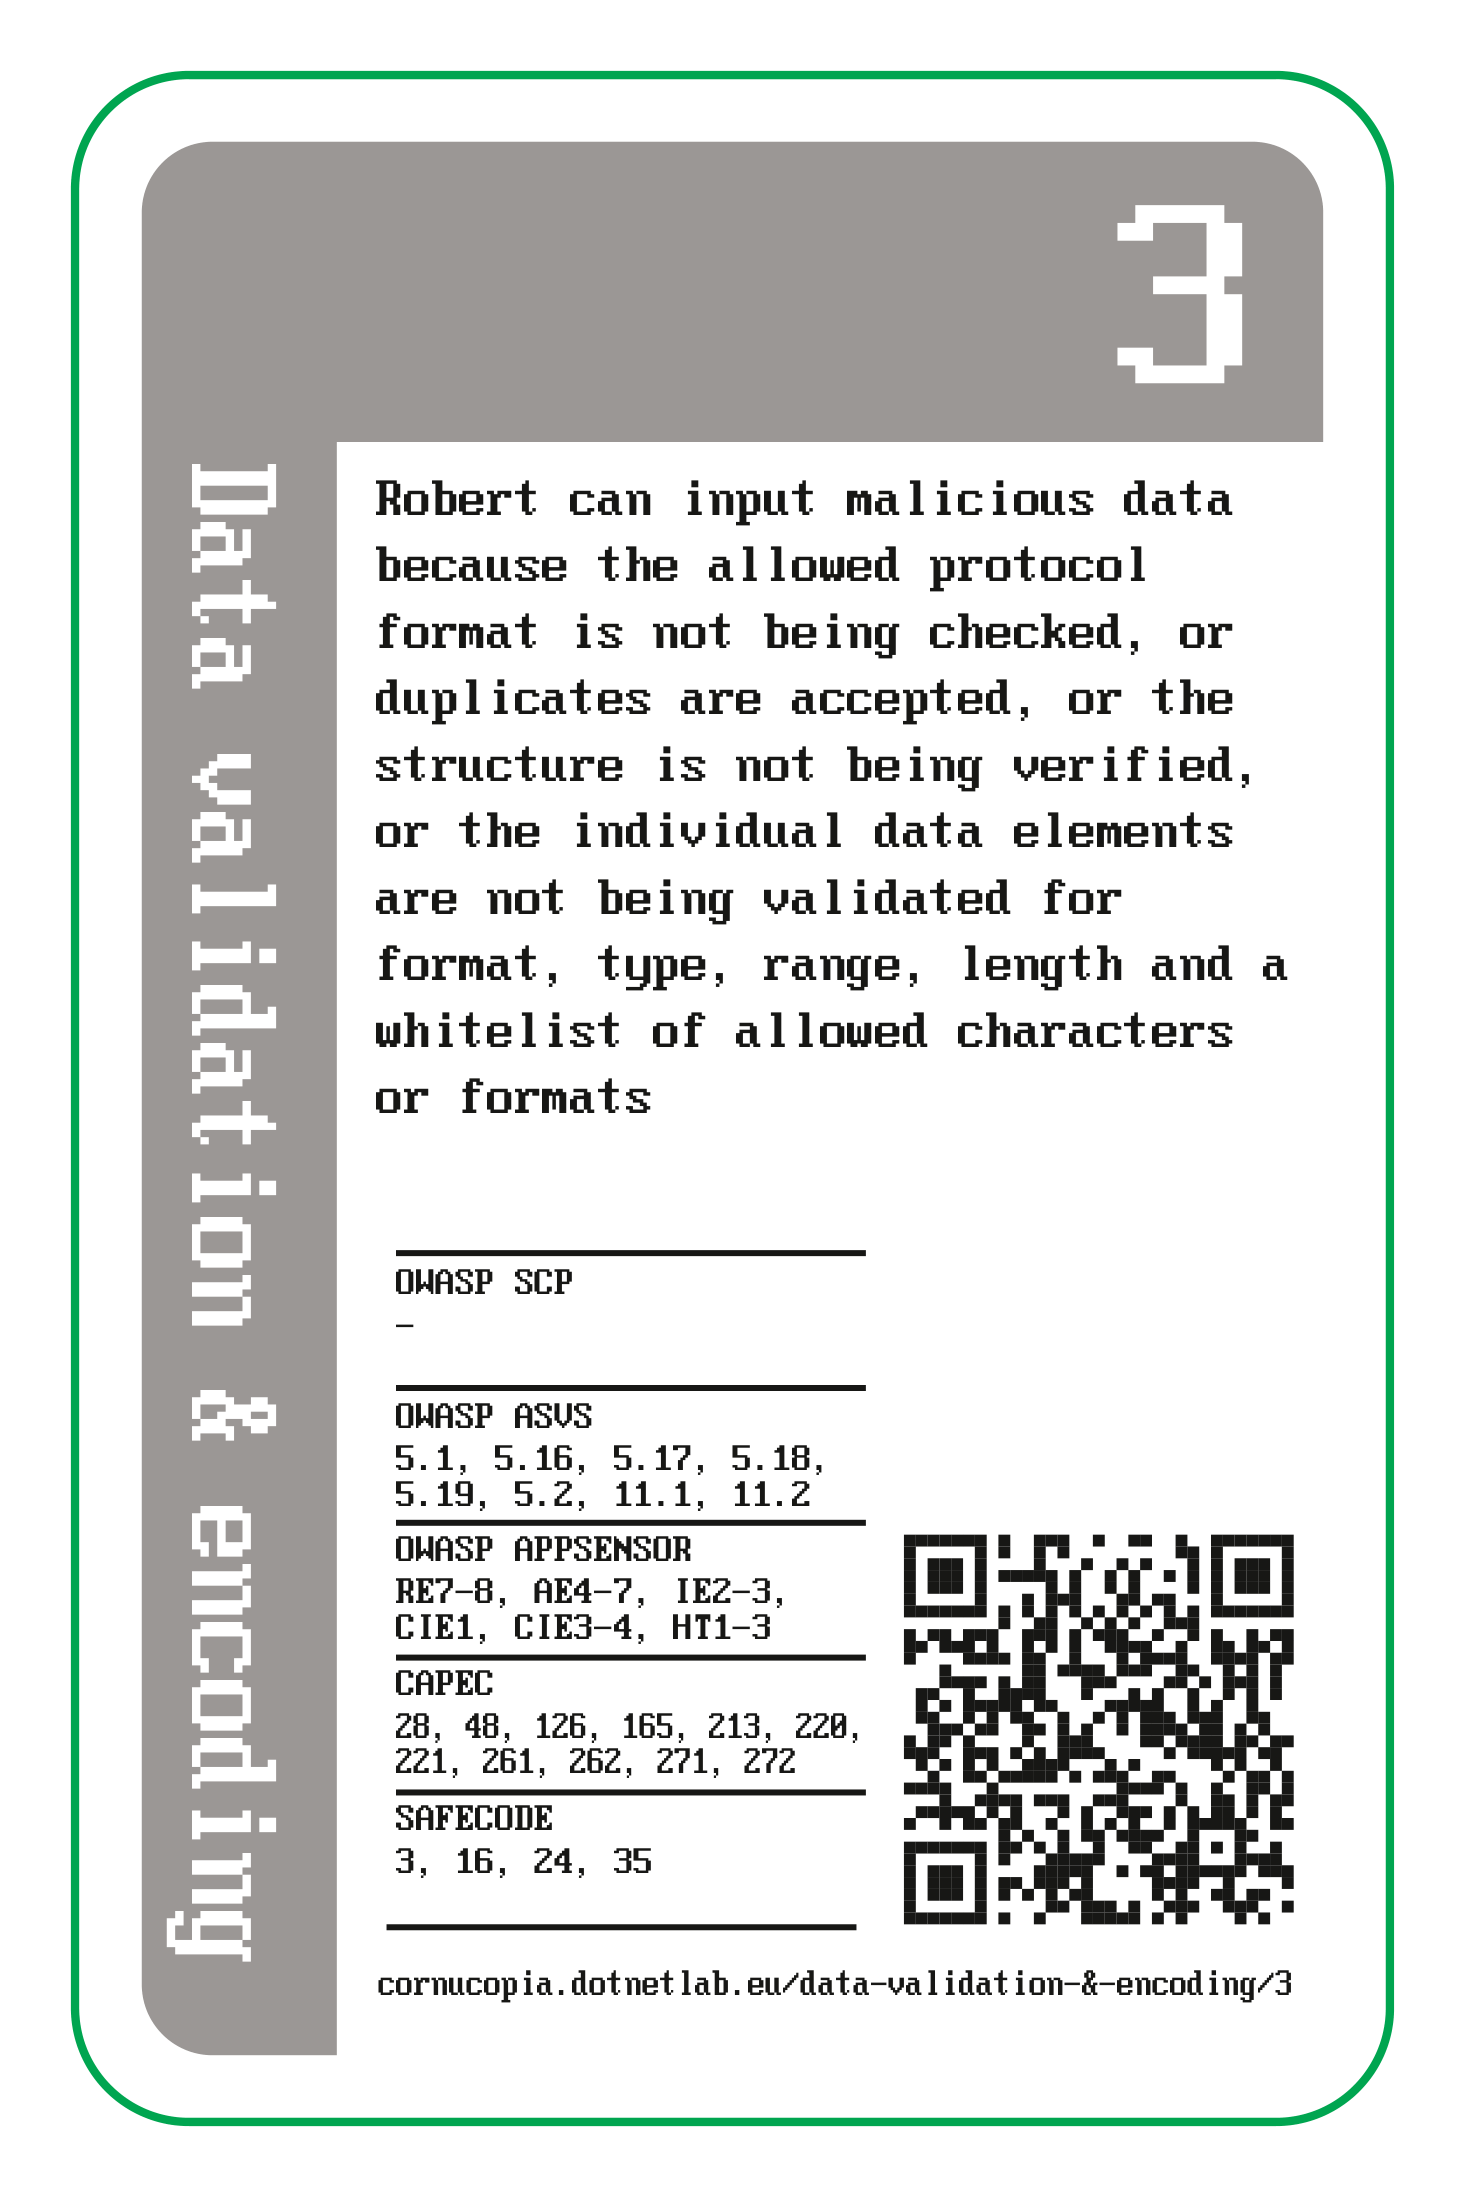 3
Data validation & encoding
Robert can input malicious data
because the allowed protocol
format is not being checked, or
duplicates are accepted, or the
structure is not being verified,
or the individual data elements
are not being validated for
format, type, range, length and a
whitelist of allowed characters
or formats
OWASP SCP
-
OWASP ASVS
5.1, 5.16, 5.17, 5.18,
5.19, 5.2, 11.1, 11.2
OWASP APPSENSOR
RE7-8, AE4-7, IE2-3,
CIE1, CIE3-4, HT1-3
CAPEC
28, 48, 126, 165, 213, 220,
221, 261, 262, 271, 272
SAFECODE
3, 16, 24, 35
cornucopia.dotnetlab.eu/data-validation-&-encoding/3